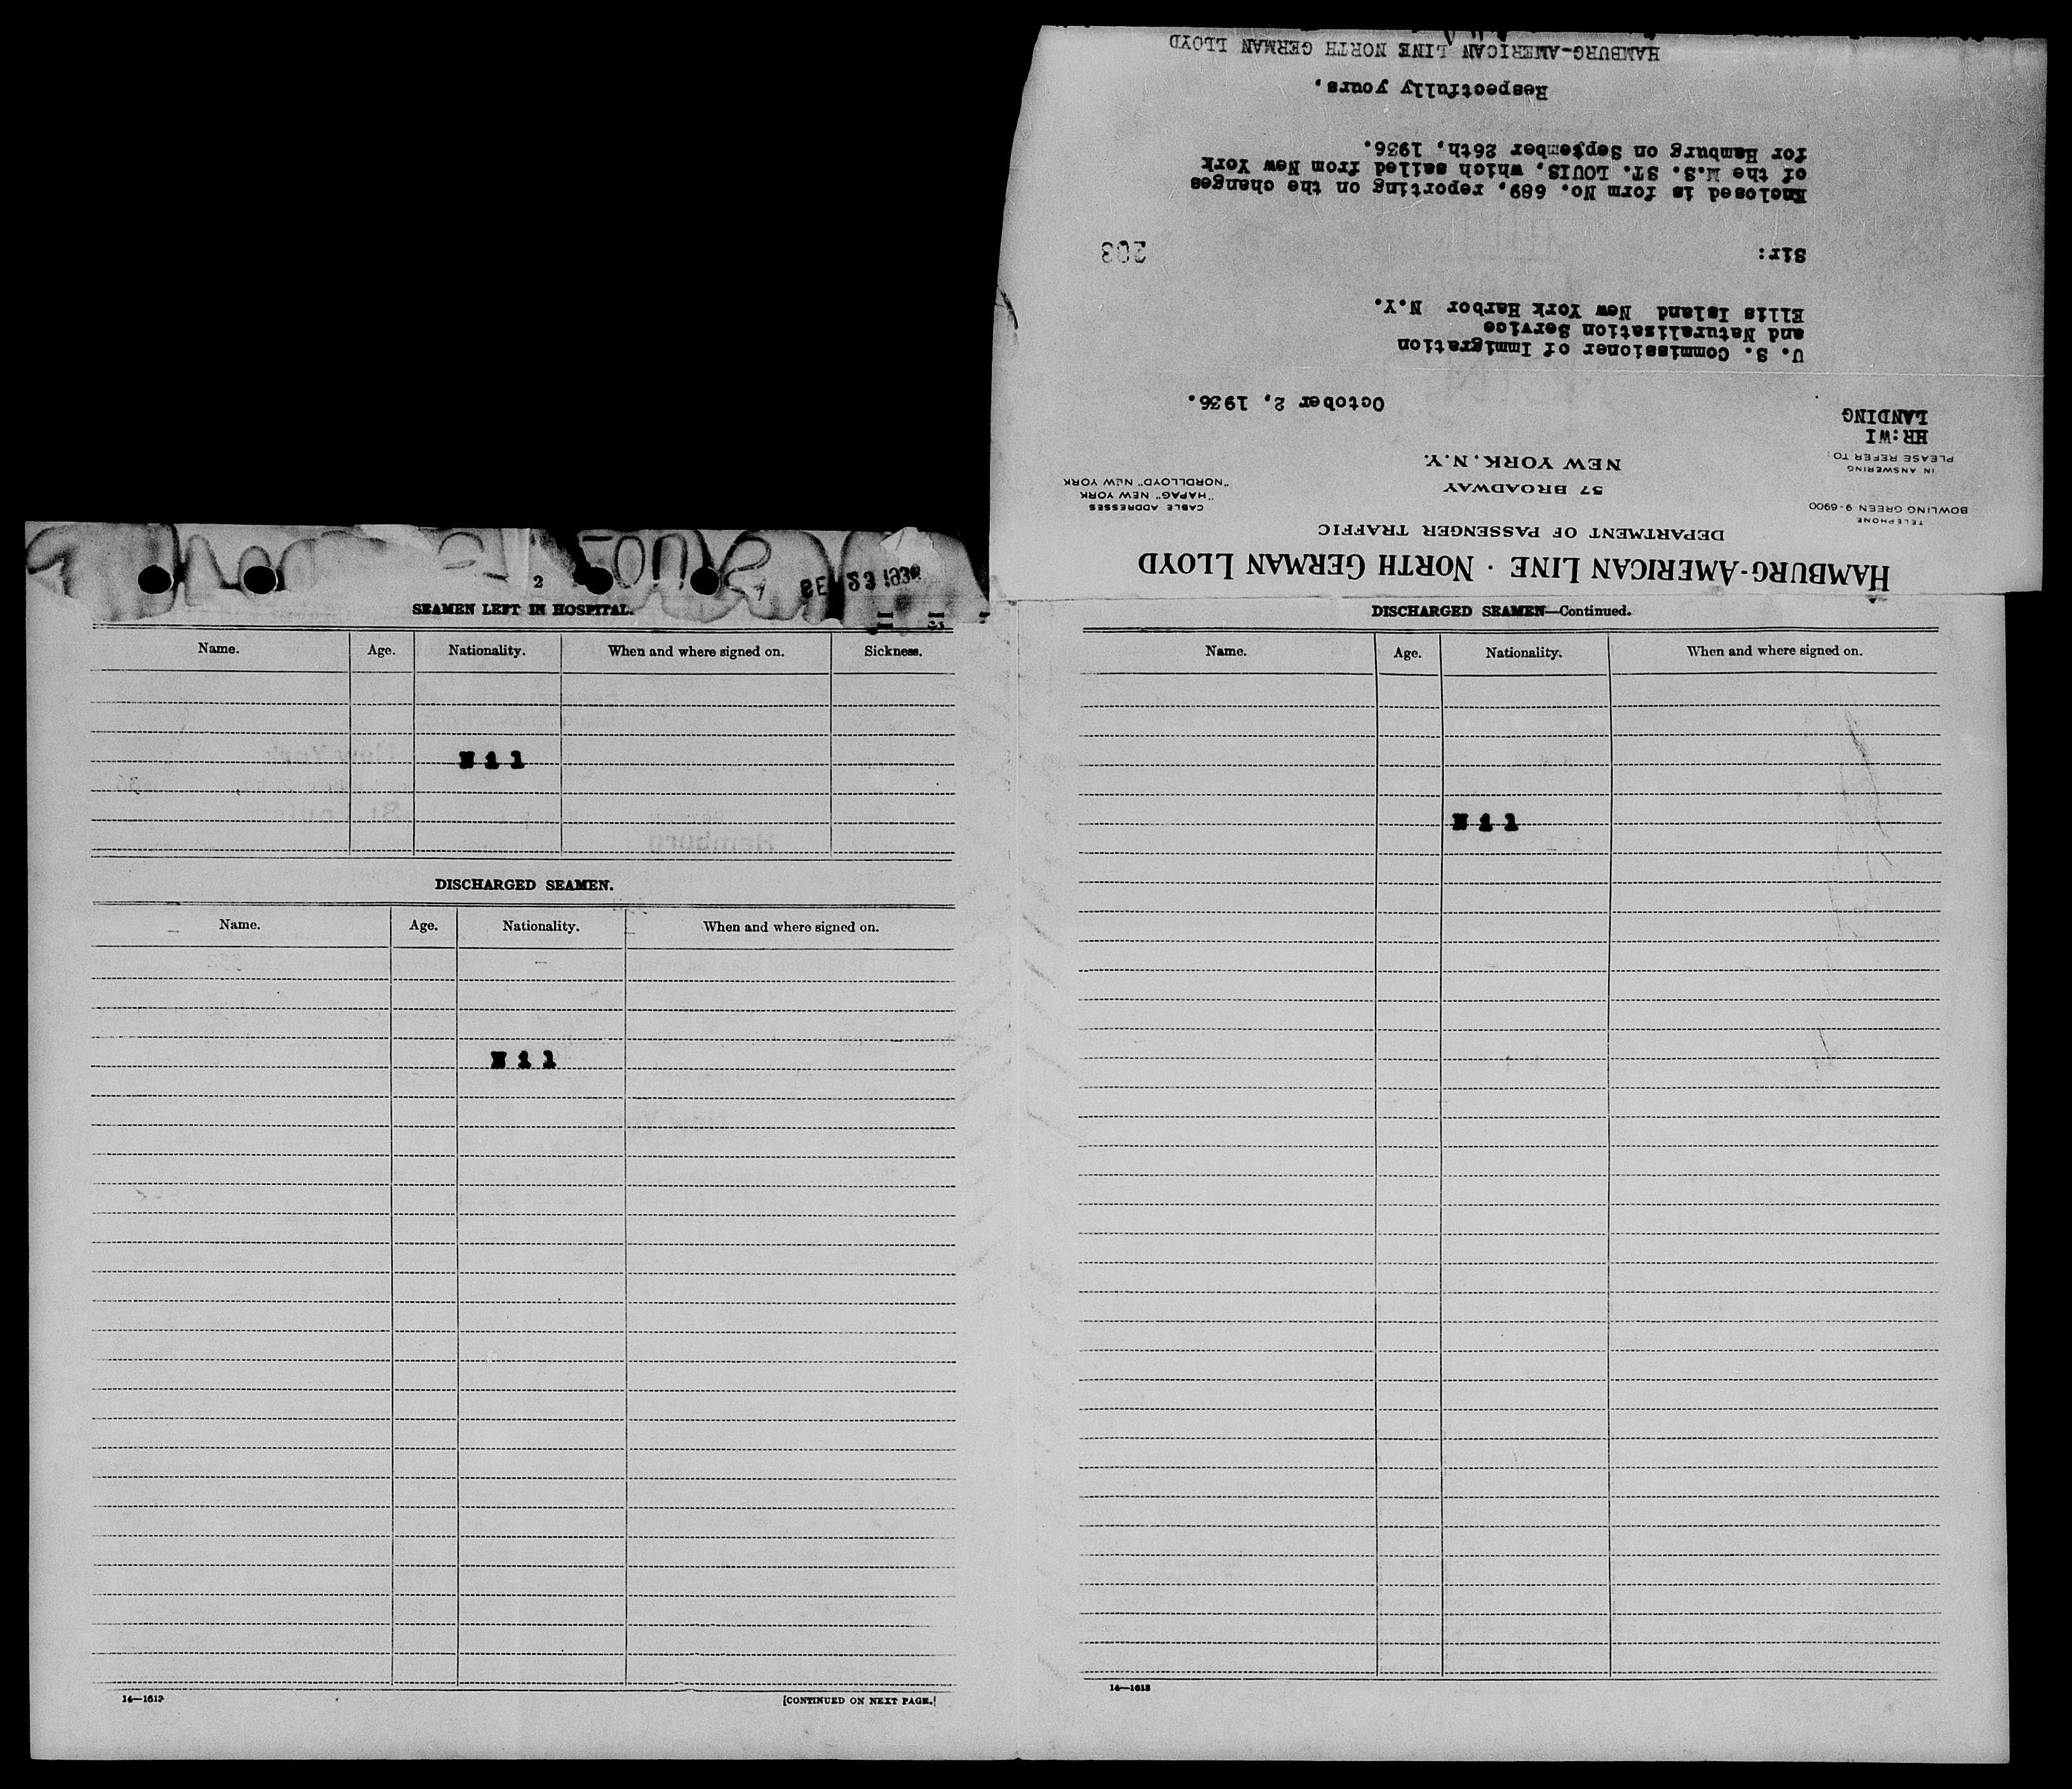 HAMBURG-AMERICAN LINE · NORTH GERMAN LLOYD
DEPARTMENT OF PASSENGER TRAFFIC
57 BROADWAY
NEW YORK, N.Y.
TELEPHONE
BOWLING GREEN 9-6900
CABLE ADDRESSES
"HAPAG" NEW YORK
"NORDLLOYD" NEW YORK
IN ANSWERING
PLEASE REFER TO:
HR:WI
LANDING
October 2, 1936.
U. S. Commissioner of Immigration
and Naturalization Service
Ellis Island New York Harbor N.Y.
Sir:
203
Enclosed is form No. 689, reporting on the changes
of the M.S. ST. LOUIS, which sailed from New York
for Hamburg on September 26th, 1936.
Respectfully yours,
HAMBURG-AMERICAN LINE NORTH GERMAN LLOYD
2
23 1936
SEAMEN LEFT IN HOSPITAL.
Name. Age. Nationality. When and where signed on. Sickness.
Nil
DISCHARGED SEAMEN.
Name. Age. Nationality. When and where signed on.
Nil
14—1613
[CONTINUED ON NEXT PAGE.]
DISCHARGED SEAMEN—Continued.
Name. Age. Nationality. When and where signed on.
Nil
14—1613